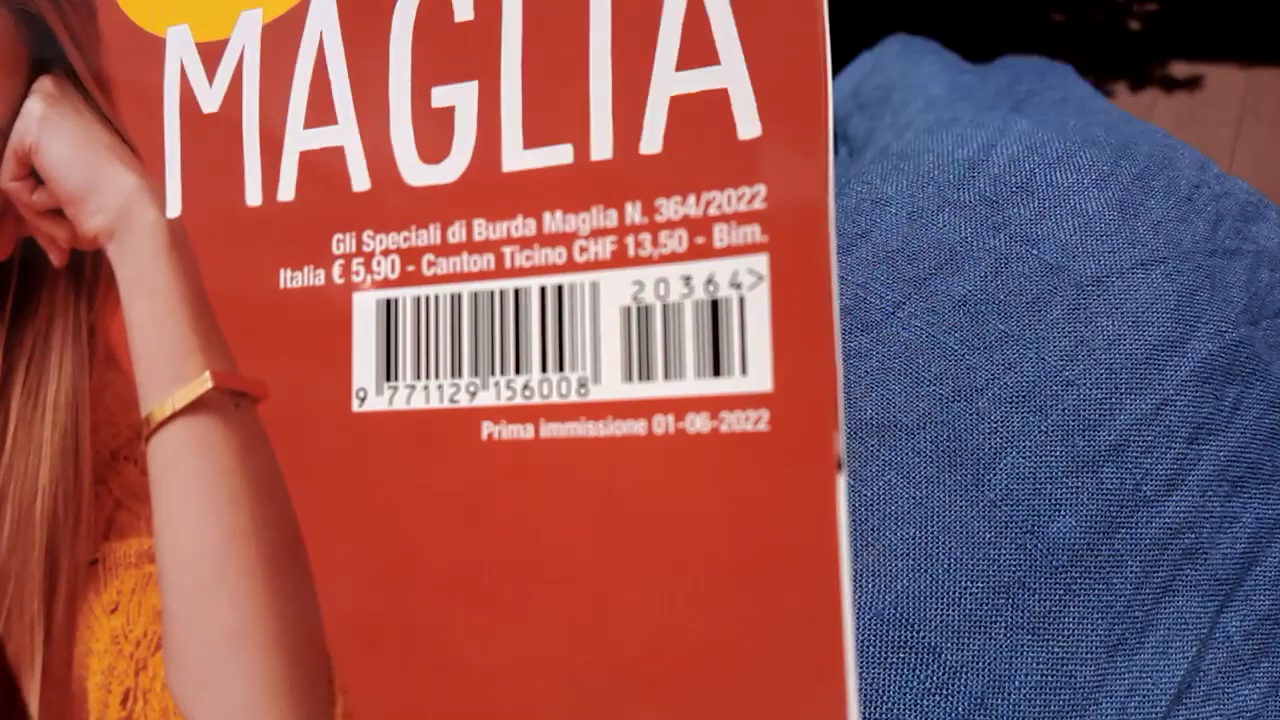 MAGLIA
Gli Speciali di Burda Maglia N. 364/2022
Italia € 5,90 - Canton Ticino CHF 13,50 - Bim.
20364>
9 771129 156008
Prima immissione 01-06-2022